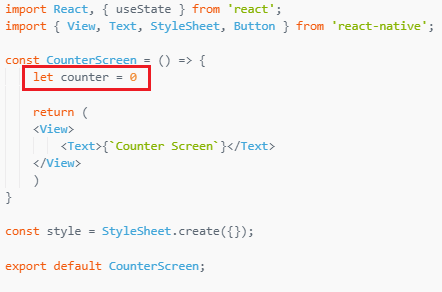 import React, { useState } from 'react';
import { View, Text, StyleSheet, Button } from 'react-native';
const CounterScreen = () => {
let counter = 0
return (
<View>
<Text>{`Counter Screen`}</Text>
</View>
)
}
const style = StyleSheet.create({});
export default CounterScreen;